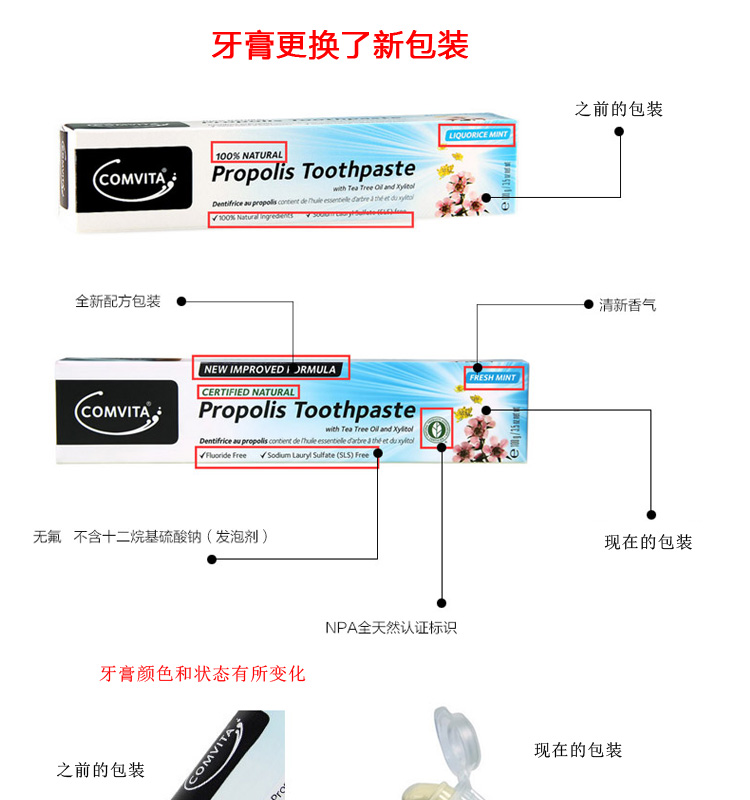 牙膏更换了新包装
之前的包装
LIQUORICE MINT
100% NATURAL
COMVITA
Propolis Toothpaste
with Tea Tree Oil and Xylitol
Dentifrice au propolis contient de l'huile essentielle d'arbre à thé et du xylitol
✓100% Natural Ingredients ✓Sodium Lauryl Sulfate (SLS) Free
全新配方包装
清新香气
NEW IMPROVED FORMULA
FRESH MINT
CERTIFIED NATURAL
COMVITA
Propolis Toothpaste
with Tea Tree Oil and Xylitol
Dentifrice au propolis contient de l'huile essentielle d'arbre à thé et du xylitol
✓Fluoride Free ✓Sodium Lauryl Sulfate (SLS) Free
无氟 不含十二烷基硫酸钠（发泡剂）
现在的包装
NPA全天然认证标识
牙膏颜色和状态有所变化
现在的包装
之前的包装
COMVITA